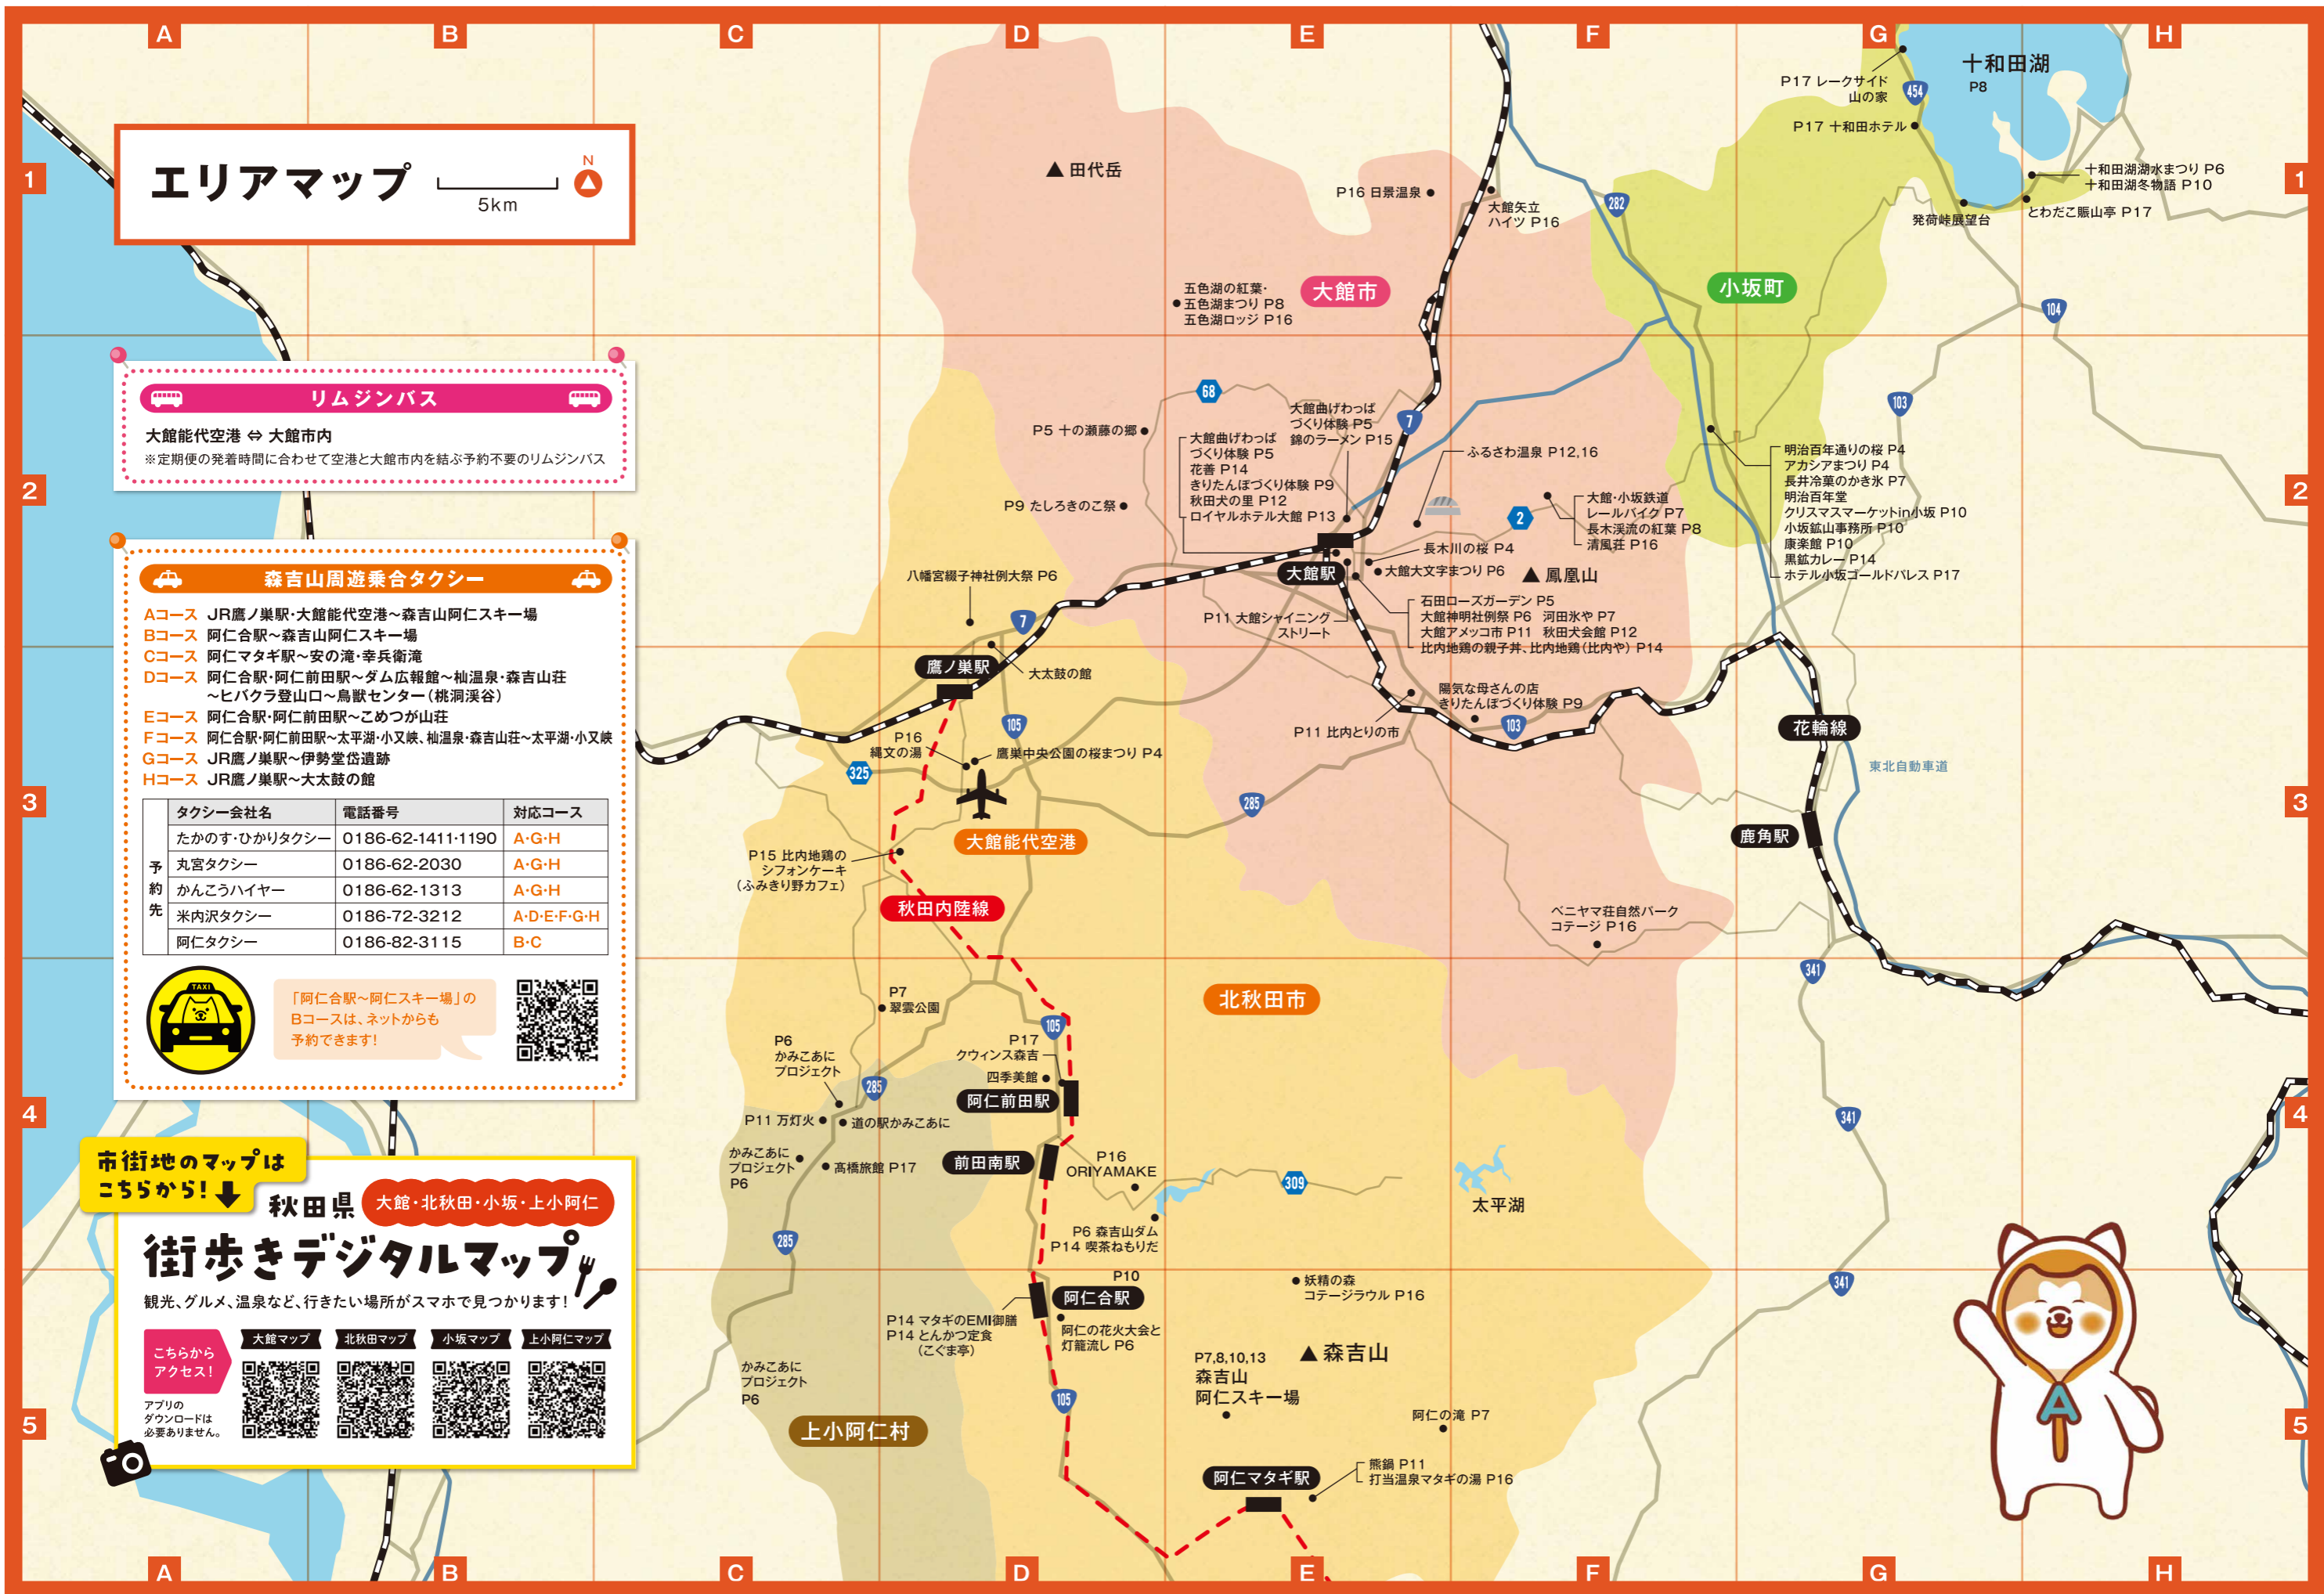 A B C D E F G H
1
2
3
4
5
エリアマップ
5km
N
リムジンバス
大館能代空港 ⇔ 大館市内
※定期便の発着時間に合わせて空港と大館市内を結ぶ予約不要のリムジンバス
森吉山周遊乗合タクシー
Aコース JR鷹ノ巣駅・大館能代空港〜森吉山阿仁スキー場
Bコース 阿仁合駅〜森吉山阿仁スキー場
Cコース 阿仁マタギ駅〜安の滝・幸兵衛滝
Dコース 阿仁合駅・阿仁前田駅〜ダム広報館〜杣温泉・森吉山荘
〜ヒバクラ登山口〜鳥獣センター(桃洞渓谷)
Eコース 阿仁合駅・阿仁前田駅〜こめつが山荘
Fコース 阿仁合駅・阿仁前田駅〜太平湖・小又峡、杣温泉・森吉山荘〜太平湖・小又峡
Gコース JR鷹ノ巣駅〜伊勢堂岱遺跡
Hコース JR鷹ノ巣駅〜大太鼓の館
予約先
タクシー会社名 電話番号 対応コース
たかのす・ひかりタクシー 0186-62-1411・1190 A・G・H
丸宮タクシー 0186-62-2030 A・G・H
かんこうハイヤー 0186-62-1313 A・G・H
米内沢タクシー 0186-72-3212 A・D・E・F・G・H
阿仁タクシー 0186-82-3115 B・C
TAXI
「阿仁合駅〜阿仁スキー場」の
Bコースは、ネットからも
予約できます!
市街地のマップは
こちらから!
秋田県 大館・北秋田・小坂・上小阿仁
街歩きデジタルマップ
観光、グルメ、温泉など、行きたい場所がスマホで見つかります!
こちらから
アクセス!
アプリの
ダウンロードは
必要ありません。
大館マップ 北秋田マップ 小坂マップ 上小阿仁マップ
田代岳
P16 日景温泉
大館矢立
ハイツ P16
五色湖の紅葉・
五色湖まつり P8
五色湖ロッジ P16
大館市
282
小坂町
P17 レークサイド
山の家
454
P17 十和田ホテル
十和田湖
P8
十和田湖湖水まつり P6
十和田湖冬物語 P10
とわだこ賑山亭 P17
発荷峠展望台
104
103
68
7
P5 十の瀬藤の郷
P9 たしろきのこ祭
大館曲げわっぱ
づくり体験 P5
錦のラーメン P15
大館曲げわっぱ
づくり体験 P5
花善 P14
きりたんぽづくり体験 P9
秋田犬の里 P12
ロイヤルホテル大館 P13
ふるさわ温泉 P12,16
2
大館・小坂鉄道
レールバイク P7
長木渓流の紅葉 P8
清風荘 P16
明治百年通りの桜 P4
アカシアまつり P4
長井冷菓のかき氷 P7
明治百年堂
クリスマスマーケットin小坂 P10
小坂鉱山事務所 P10
康楽館 P10
黒鉱カレー P14
ホテル小坂ゴールドパレス P17
長木川の桜 P4
大館駅
大館大文字まつり P6
鳳凰山
P11 大館シャイニング
ストリート
石田ローズガーデン P5
大館神明社例祭 P6 河田氷や P7
大館アメッコ市 P11 秋田犬会館 P12
比内地鶏の親子丼、比内地鶏(比内や) P14
八幡宮綴子神社例大祭 P6
7
鷹ノ巣駅
大太鼓の館
105
P16
縄文の湯
鷹巣中央公園の桜まつり P4
325
大館能代空港
P11 比内とりの市
陽気な母さんの店
きりたんぽづくり体験 P9
103
285
花輪線
東北自動車道
鹿角駅
P15 比内地鶏の
シフォンケーキ
(ふみきり野カフェ)
秋田内陸線
ベニヤマ荘自然パーク
コテージ P16
341
北秋田市
P7
翠雲公園
105
P17
クウィンス森吉
四季美館
阿仁前田駅
P6
かみこあに
プロジェクト
285
P11 万灯火
道の駅かみこあに
かみこあに
プロジェクト
P6
髙橋旅館 P17
前田南駅
P16
ORIYAMAKE
309
太平湖
341
P6 森吉山ダム
P14 喫茶ねもりだ
285
P10
阿仁合駅
P14 マタギのEMI御膳
P14 とんかつ定食
(こぐま亭)
阿仁の花火大会と
灯籠流し P6
妖精の森
コテージラウル P16
341
森吉山
P7,8,10,13
森吉山
阿仁スキー場
かみこあに
プロジェクト
P6
105
上小阿仁村
阿仁の滝 P7
阿仁マタギ駅
熊鍋 P11
打当温泉マタギの湯 P16
A
1
2
3
4
5
A B C D E F G H